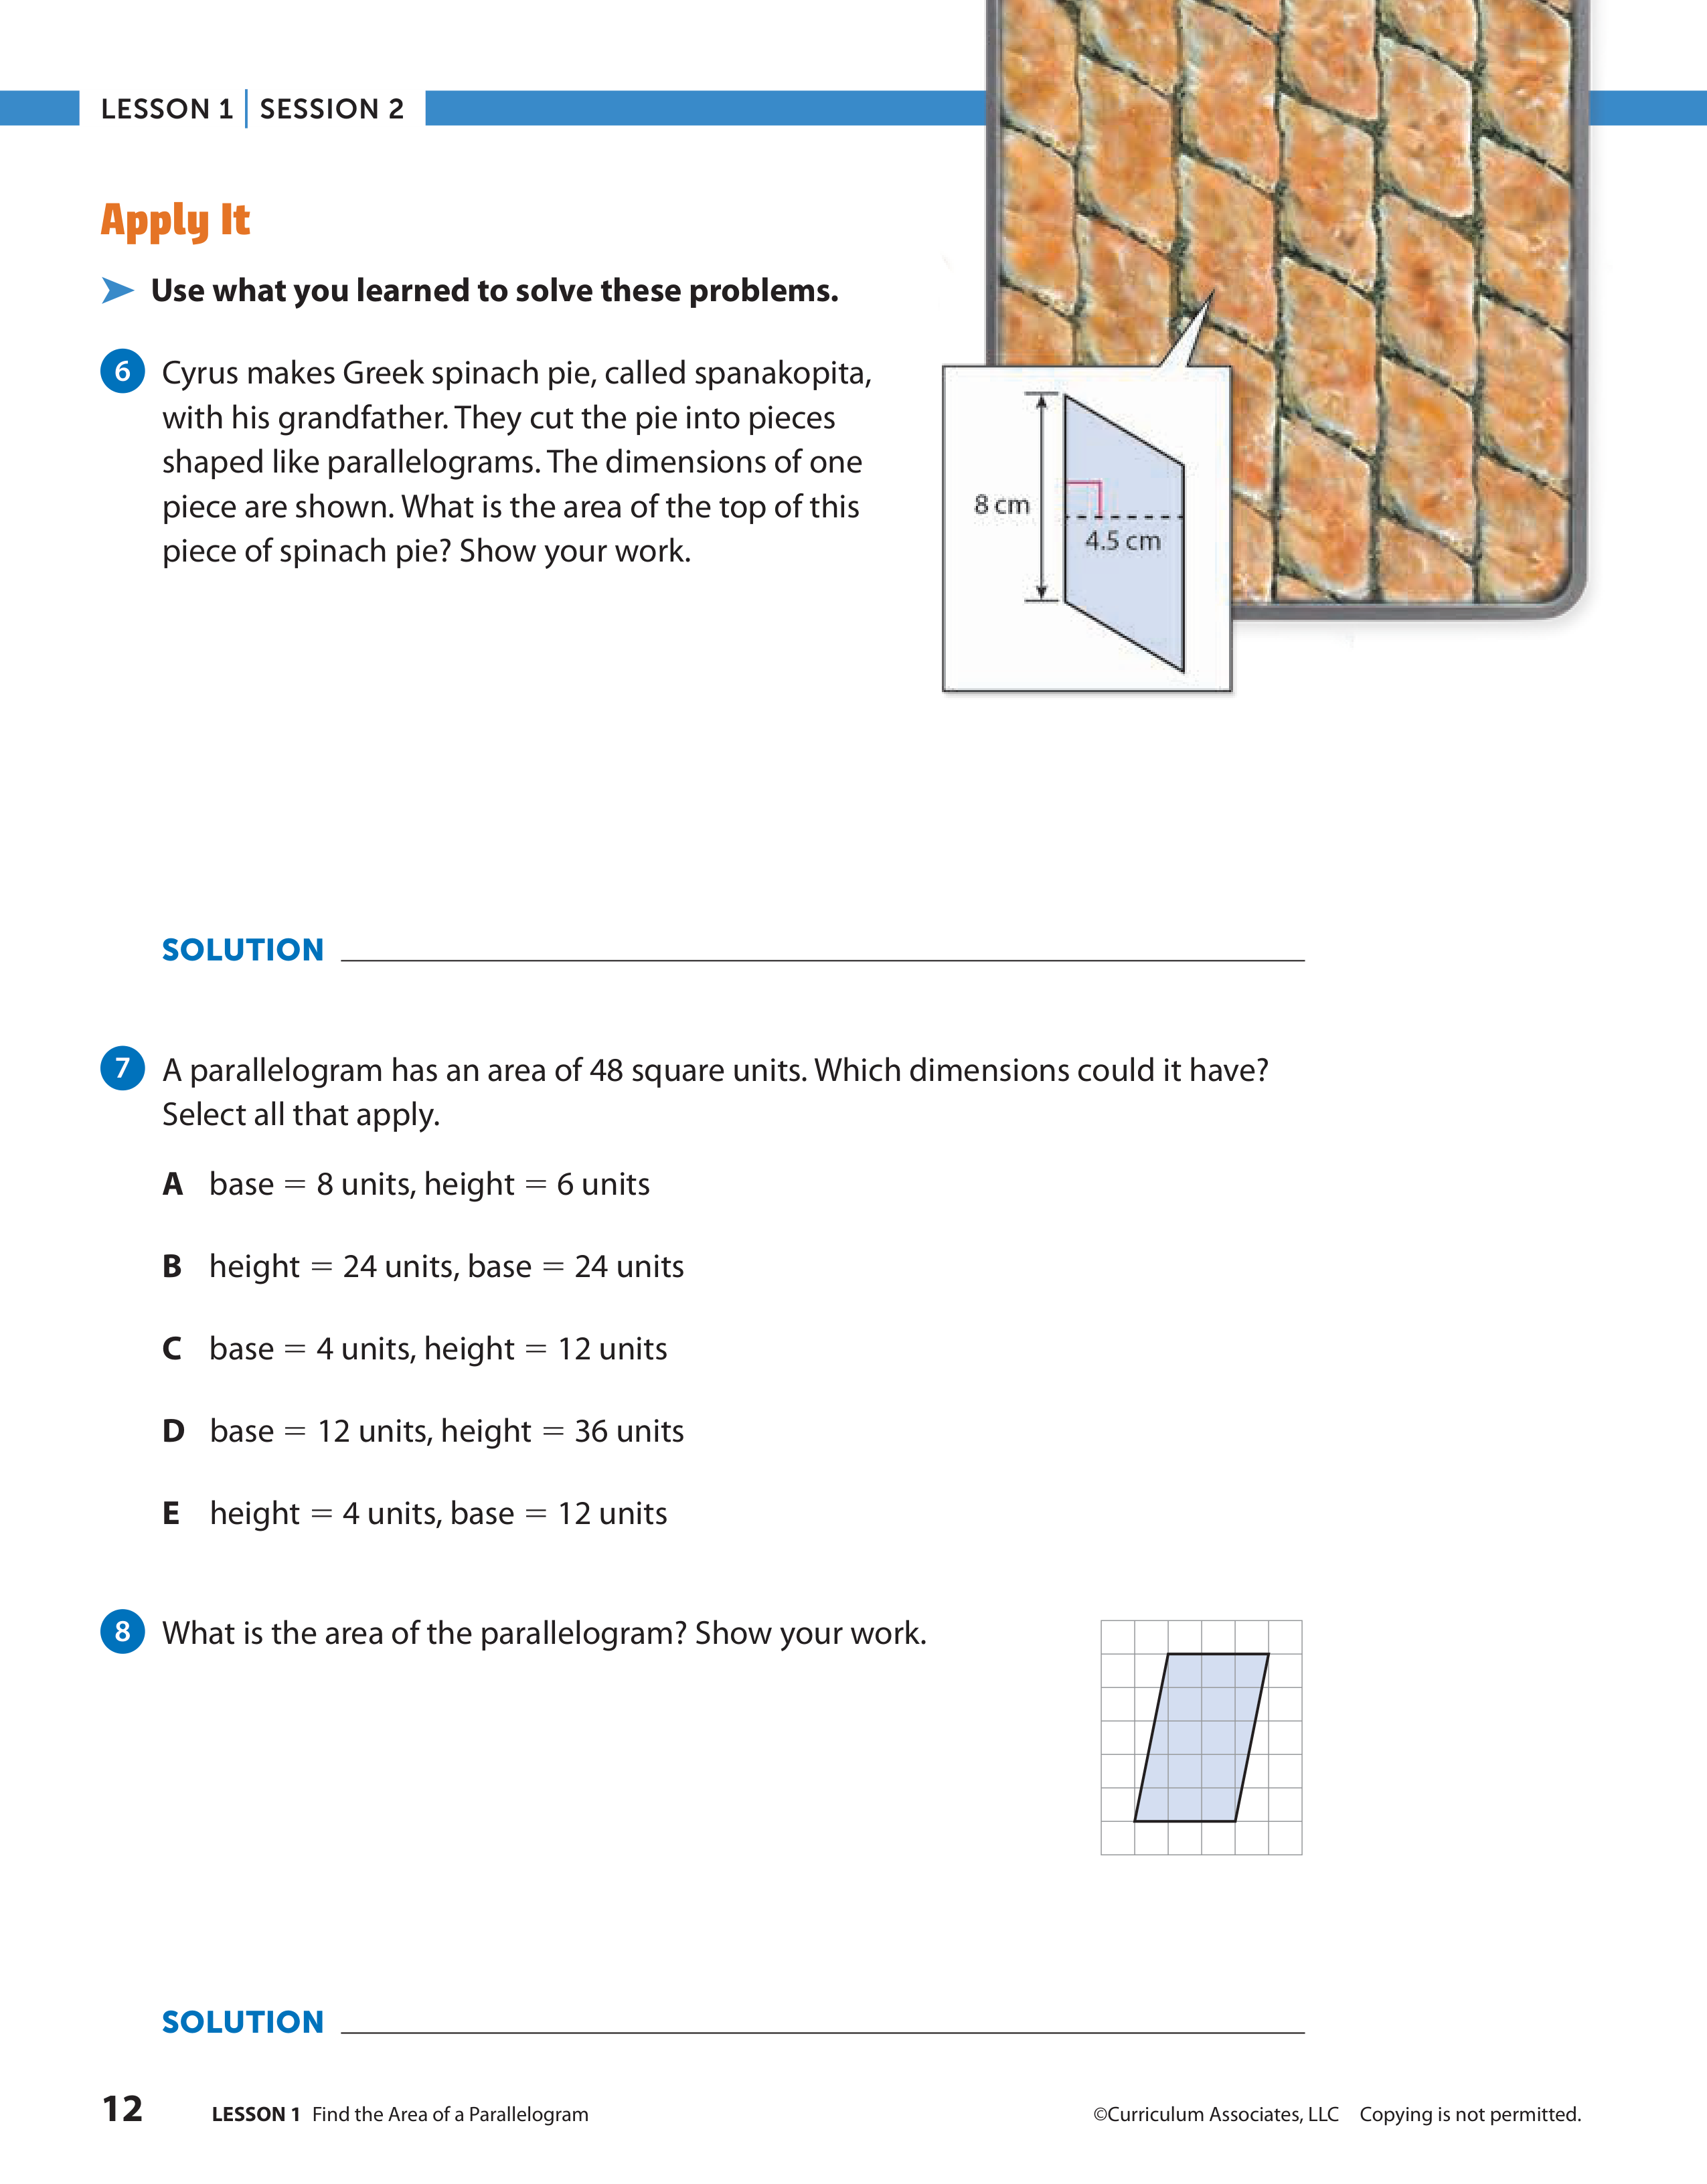 LESSON 1 | SESSION 2
Apply It
Use what you learned to solve these problems.
6 Cyrus makes Greek spinach pie, called spanakopita,
with his grandfather. They cut the pie into pieces
shaped like parallelograms. The dimensions of one
piece are shown. What is the area of the top of this
piece of spinach pie? Show your work.
8 cm
4.5 cm
SOLUTION
7 A parallelogram has an area of 48 square units. Which dimensions could it have?
Select all that apply.
A base = 8 units, height = 6 units
B height = 24 units, base = 24 units
C base = 4 units, height = 12 units
D base = 12 units, height = 36 units
E height = 4 units, base = 12 units
8 What is the area of the parallelogram? Show your work.
SOLUTION
12 LESSON 1 Find the Area of a Parallelogram ©Curriculum Associates, LLC Copying is not permitted.